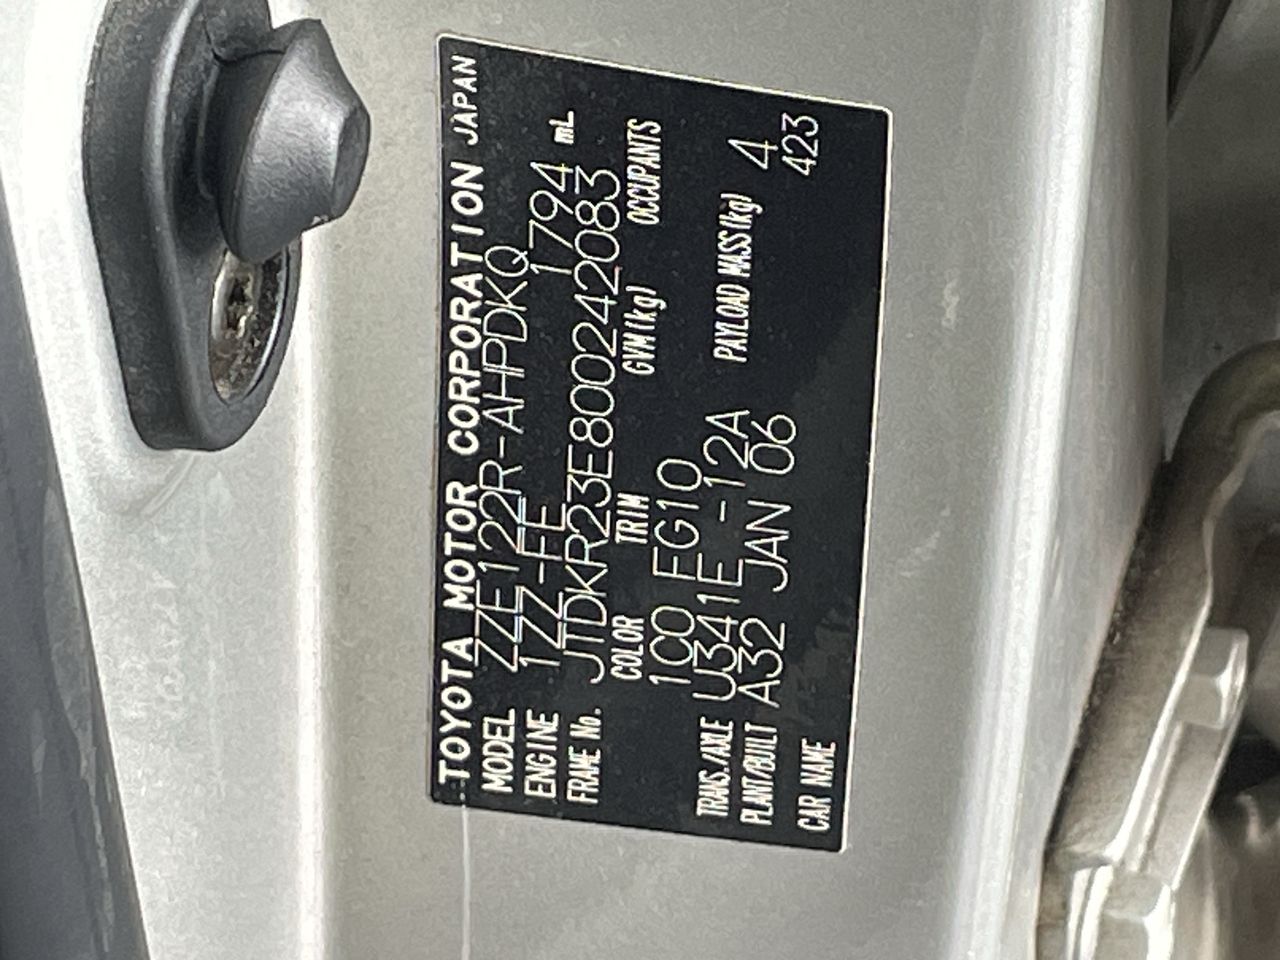 TOYOTA MOTOR CORPORATION JAPAN
MODEL ZZE122R-AHPDKQ
ENGINE 1ZZ-FE 1794 mL
FRAME No. JTDKR23E800242083
COLOR TRIM GVM(kg) OCCUPANTS
1C0 FG10 4
TRANS./AXLE U341E -12A PAYLOAD MASS(kg) 423
PLANT/BUILT A32 JAN 06
CAR NAME